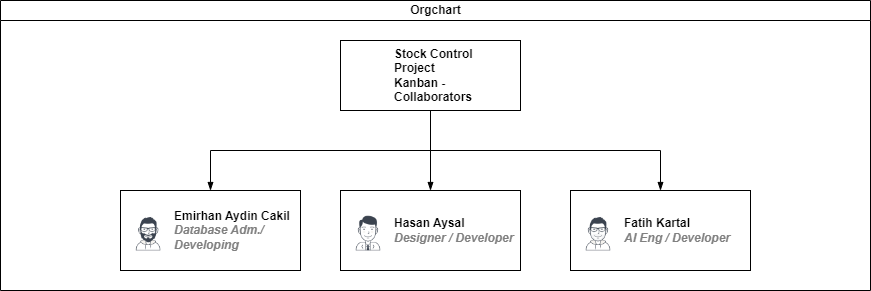 Orgchart
Stock Control
Project
Kanban -
Collaborators
Emirhan Aydin Cakil
Database Adm./
Developing
Hasan Aysal
Designer / Developer
Fatih Kartal
AI Eng / Developer